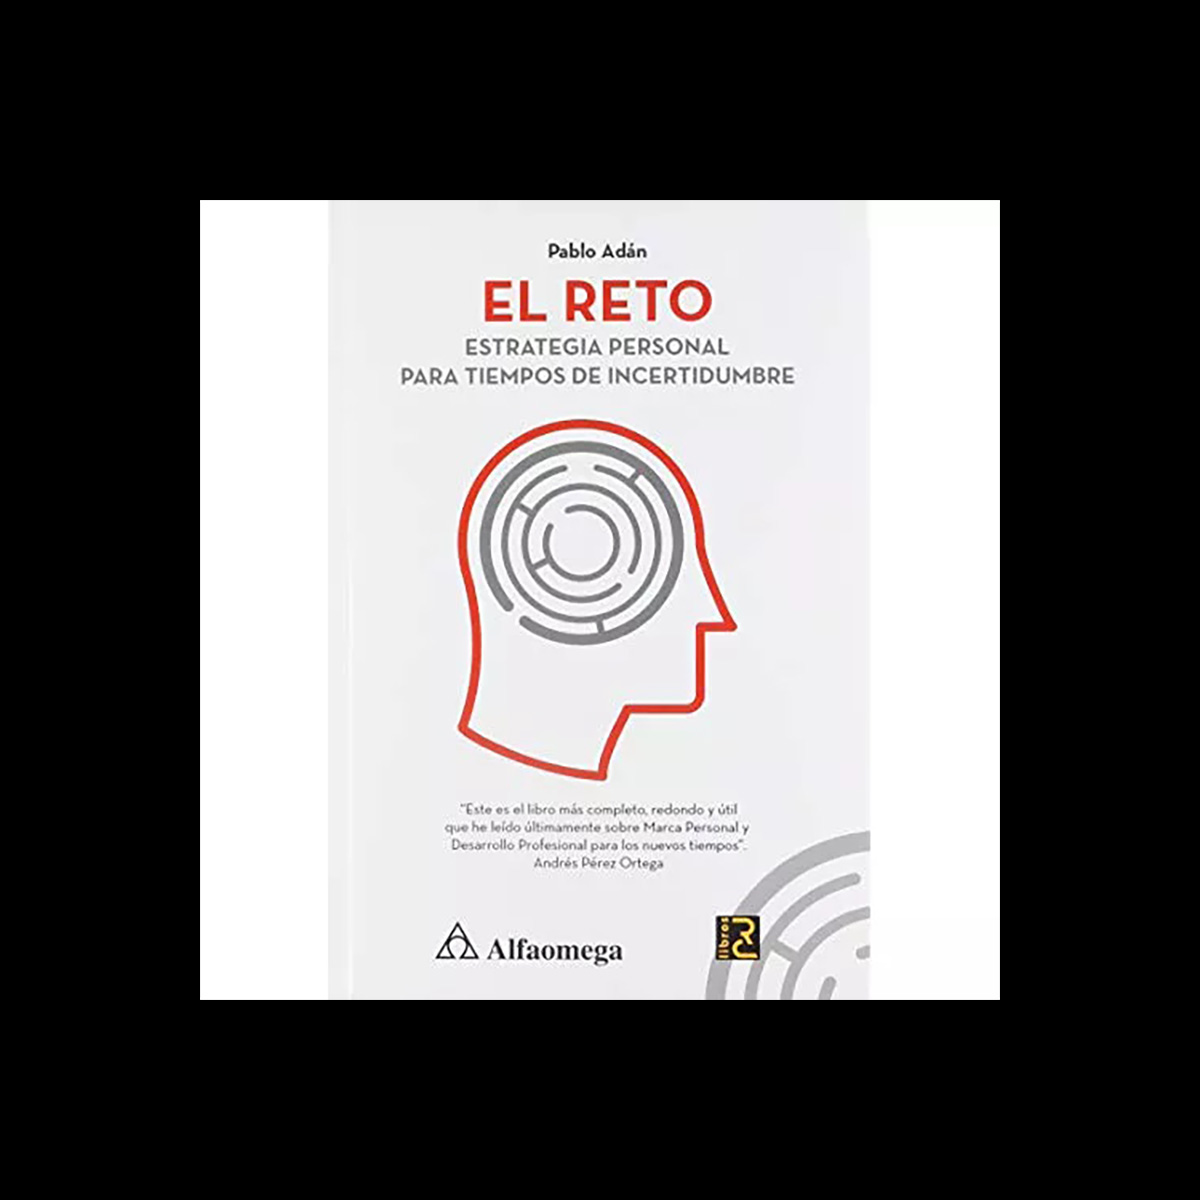 Pablo Adán
EL RETO
ESTRATEGIA PERSONAL
PARA TIEMPOS DE INCERTIDUMBRE
"Este es el libro más completo, redondo y útil
que he leído últimamente sobre Marca Personal y
Desarrollo Profesional para los nuevos tiempos".
Andrés Pérez Ortega
Alfaomega
libros RC